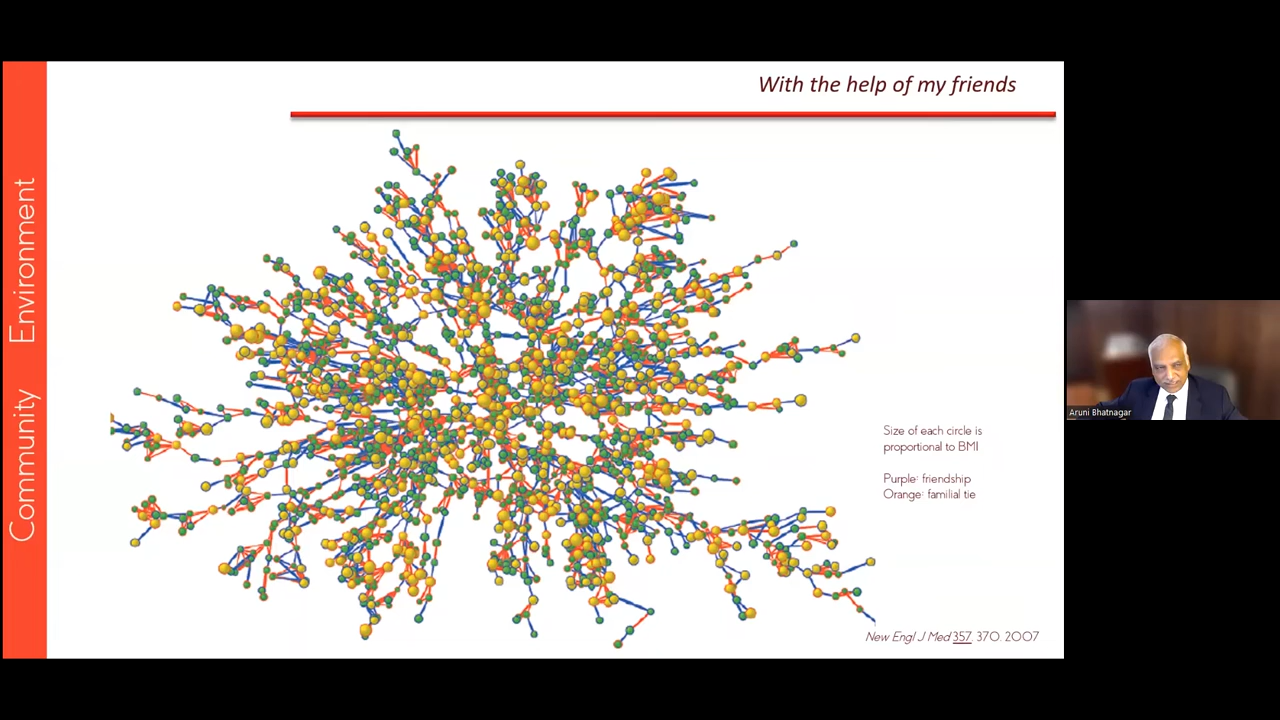 With the help of my friends
Community Environment
Size of each circle is
proportional to BMI
Purple: friendship
Orange: familial tie
New Engl J Med 357, 370, 2007
Aruni Bhatnagar